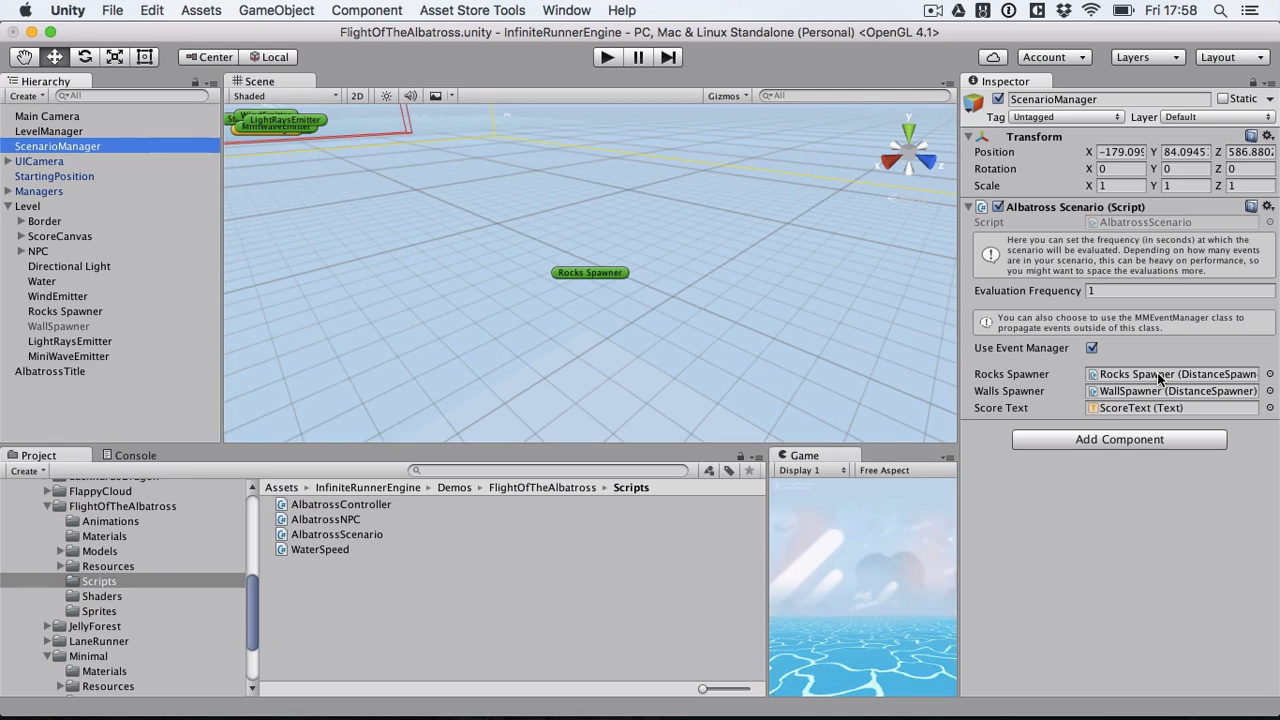 Unity File Edit Assets GameObject Component Asset Store Tools Window Help Fri 17:58
FlightOfTheAlbatross.unity - InfiniteRunnerEngine - PC, Mac & Linux Standalone (Personal) <OpenGL 4.1>
Center Local Account Layers Layout
Hierarchy
Create All
Main Camera
LevelManager
ScenarioManager
UICamera
StartingPosition
Managers
Level
Border
ScoreCanvas
NPC
Directional Light
Water
WindEmitter
Rocks Spawner
WallSpawner
LightRaysEmitter
MiniWaveEmitter
AlbatrossTitle
Scene
Shaded 2D Gizmos All
LightRaysEmitter
MiniWaveEmitter
y
x
z
Rocks Spawner
Inspector
ScenarioManager Static
Tag Untagged Layer Default
Transform
Position X -179.099 Y 84.0945 Z 586.880
Rotation X 0 Y 0 Z 0
Scale X 1 Y 1 Z 1
Albatross Scenario (Script)
Script AlbatrossScenario
Here you can set the frequency (in seconds) at which the
scenario will be evaluated. Depending on how many events
are in your scenario, this can be heavy on performance, so
you might want to space the evaluations more.
Evaluation Frequency 1
You can also choose to use the MMEventManager class to
propagate events outside of this class.
Use Event Manager
Rocks Spawner Rocks Spawner (DistanceSpawn
Walls Spawner WallSpawner (DistanceSpawner)
Score Text ScoreText (Text)
Add Component
Project Console
Create
FlappyCloud
FlightOfTheAlbatross
Animations
Materials
Models
Resources
Scripts
Shaders
Sprites
JellyForest
LaneRunner
Minimal
Materials
Resources
Assets InfiniteRunnerEngine Demos FlightOfTheAlbatross Scripts
AlbatrossController
AlbatrossNPC
AlbatrossScenario
WaterSpeed
Game
Display 1 Free Aspect